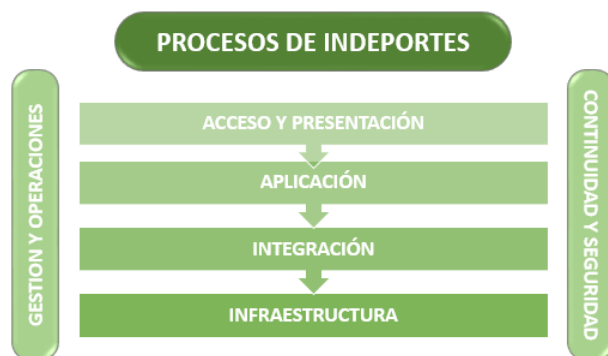 PROCESOS DE INDEPORTES
GESTION Y OPERACIONES
ACCESO Y PRESENTACIÓN
APLICACIÓN
INTEGRACIÓN
INFRAESTRUCTURA
CONTINUIDAD Y SEGURIDAD